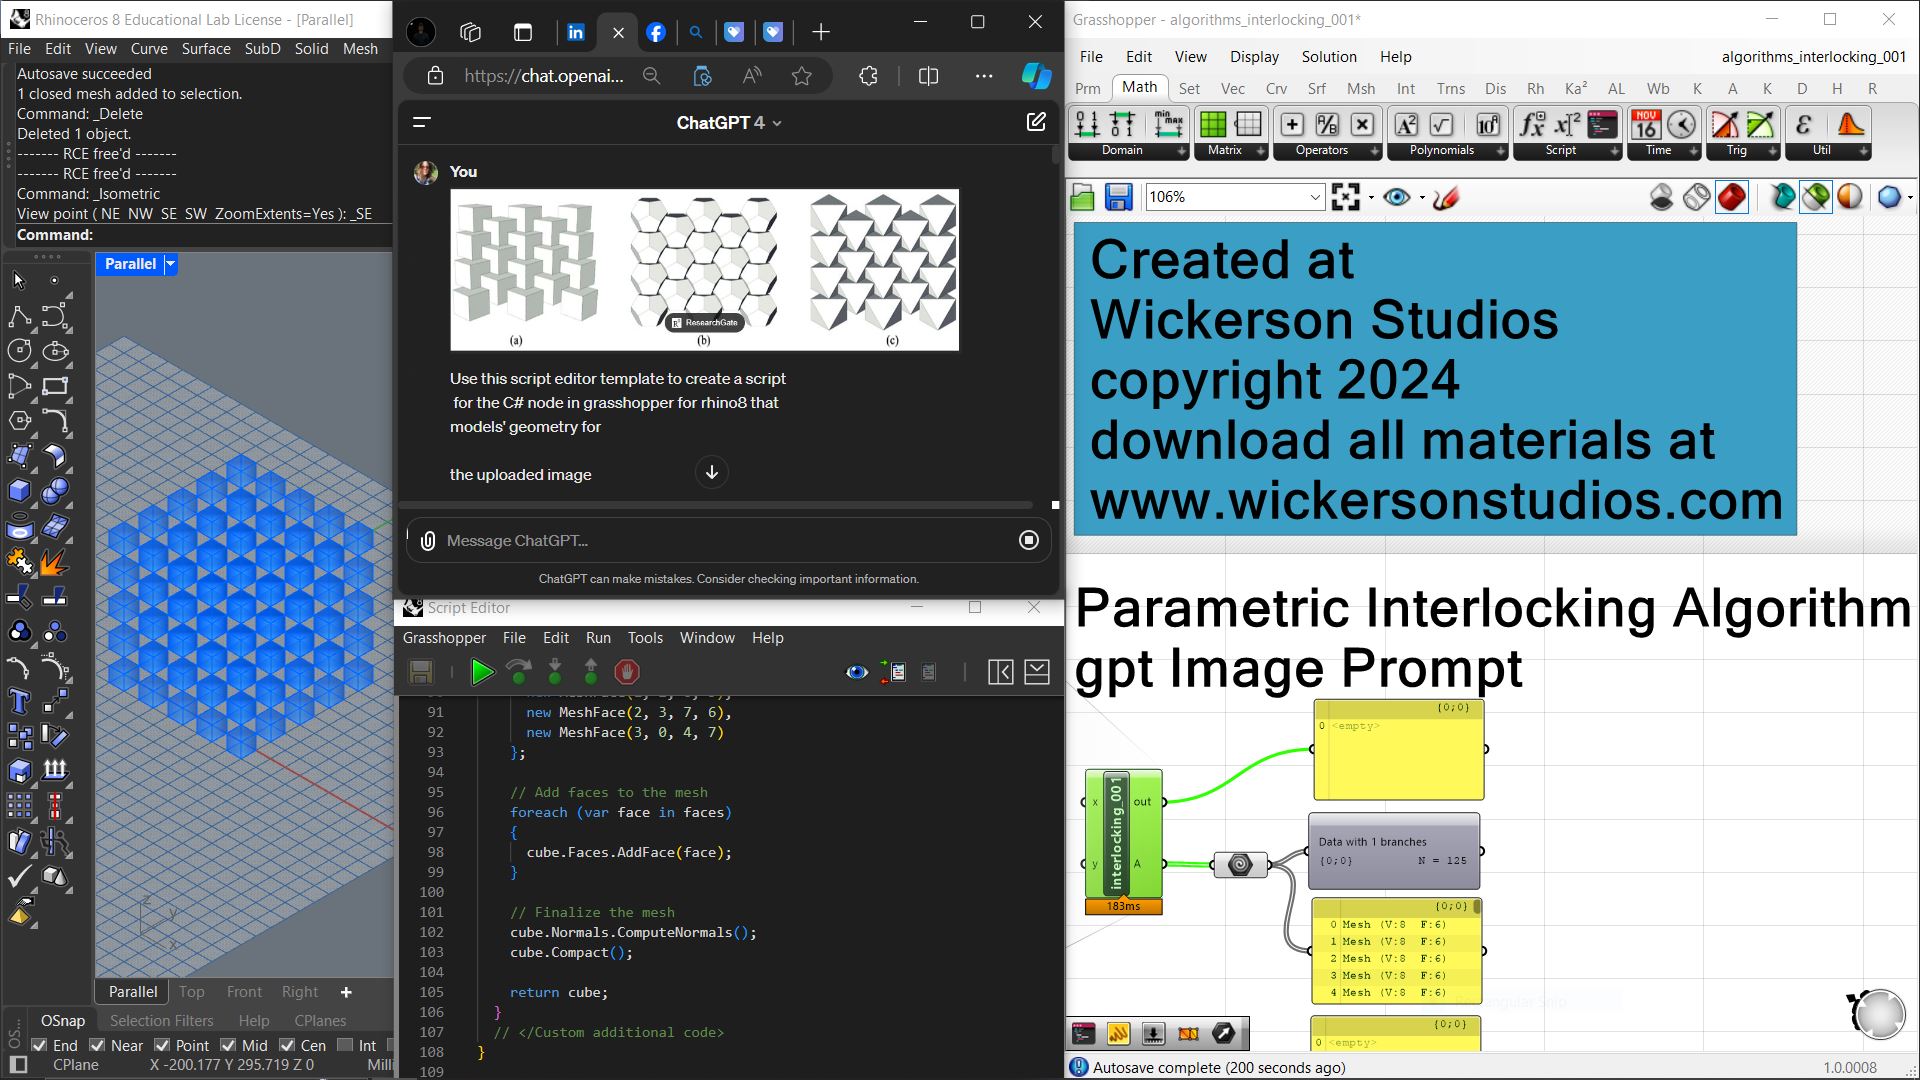 Rhinoceros 8 Educational Lab License - [Parallel]
File Edit View Curve Surface SubD Solid Mesh
Autosave succeeded
1 closed mesh added to selection.
Command: _Delete
Deleted 1 object.
------- RCE free'd -------
------- RCE free'd -------
Command: _Isometric
View point ( NE NW SE SW ZoomExtents=Yes ): _SE
Command:
Parallel
z
y
x
Parallel Top Front Right
OSnap Selection Filters Help CPlanes
End Near Point Mid Cen Int
CPlane X -200.177 Y 295.719 Z 0 Milli
https://chat.openai...
ChatGPT 4
You
ResearchGate
(a) (b) (c)
Use this script editor template to create a script
for the C# node in grasshopper for rhino8 that
models' geometry for
the uploaded image
Message ChatGPT...
ChatGPT can make mistakes. Consider checking important information.
Script Editor
Grasshopper File Edit Run Tools Window Help
91 new MeshFace(2, 3, 7, 6),
92 new MeshFace(3, 0, 4, 7)
93 };
94
95 // Add faces to the mesh
96 foreach (var face in faces)
97 {
98 cube.Faces.AddFace(face);
99 }
100
101 // Finalize the mesh
102 cube.Normals.ComputeNormals();
103 cube.Compact();
104
105 return cube;
106 }
107 // </Custom additional code>
108 }
109
Grasshopper - algorithms_interlocking_001*
File Edit View Display Solution Help algorithms_interlocking_001
Prm Math Set Vec Crv Srf Msh Int Trns Dis Rh Ka² AL Wb K A K D H R
min max
NOV 16
Domain Matrix Operators Polynomials Script Time Trig Util
106%
Created at
Wickerson Studios
copyright 2024
download all materials at
www.wickersonstudios.com
Parametric Interlocking Algorithm
gpt Image Prompt
{0;0}
0 <empty>
x out
interlocking_001
y A
183ms
Data with 1 branches
{0;0} N = 125
{0;0}
0 Mesh (V:8 F:6)
1 Mesh (V:8 F:6)
2 Mesh (V:8 F:6)
3 Mesh (V:8 F:6)
4 Mesh (V:8 F:6)
{0;0}
0 <empty>
Autosave complete (200 seconds ago) 1.0.0008